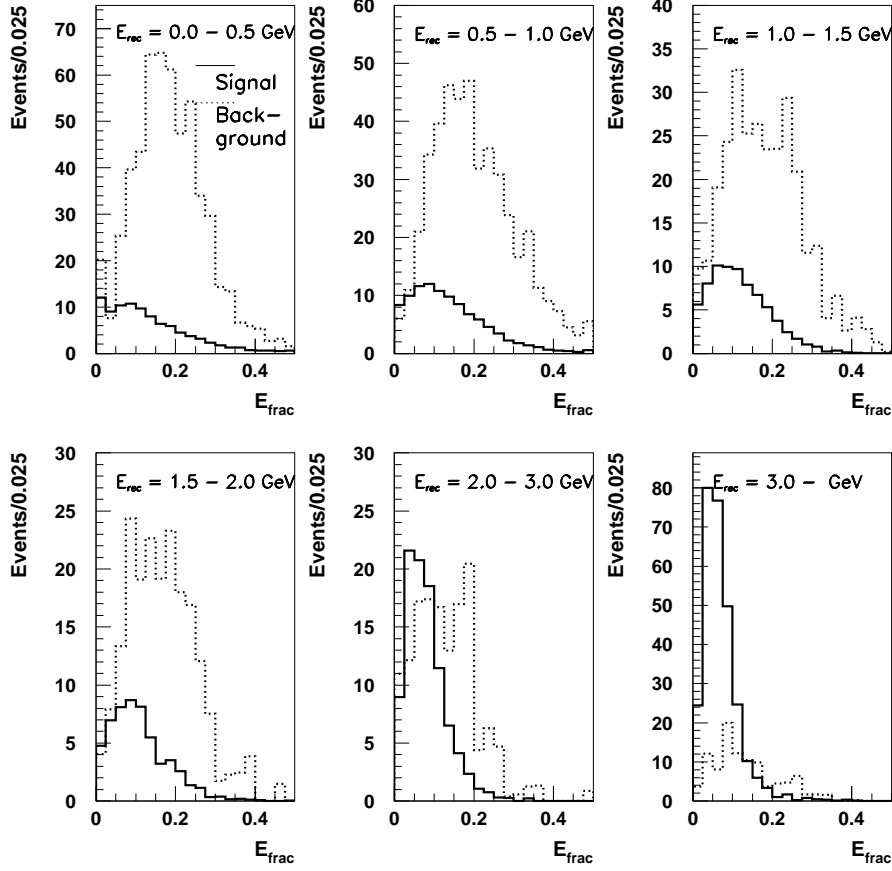 Events/0.025
E_rec = 0.0 – 0.5 GeV
Signal
Back–
ground
70
60
50
40
30
20
10
0
0 0.2 0.4
E_frac
Events/0.025
E_rec = 0.5 – 1.0 GeV
60
50
40
30
20
10
0
0 0.2 0.4
E_frac
Events/0.025
E_rec = 1.0 – 1.5 GeV
40
35
30
25
20
15
10
5
0
0 0.2 0.4
E_frac
Events/0.025
E_rec = 1.5 – 2.0 GeV
30
25
20
15
10
5
0
0 0.2 0.4
E_frac
Events/0.025
E_rec = 2.0 – 3.0 GeV
30
25
20
15
10
5
0
0 0.2 0.4
E_frac
Events/0.025
E_rec = 3.0 – GeV
80
70
60
50
40
30
20
10
0
0 0.2 0.4
E_frac